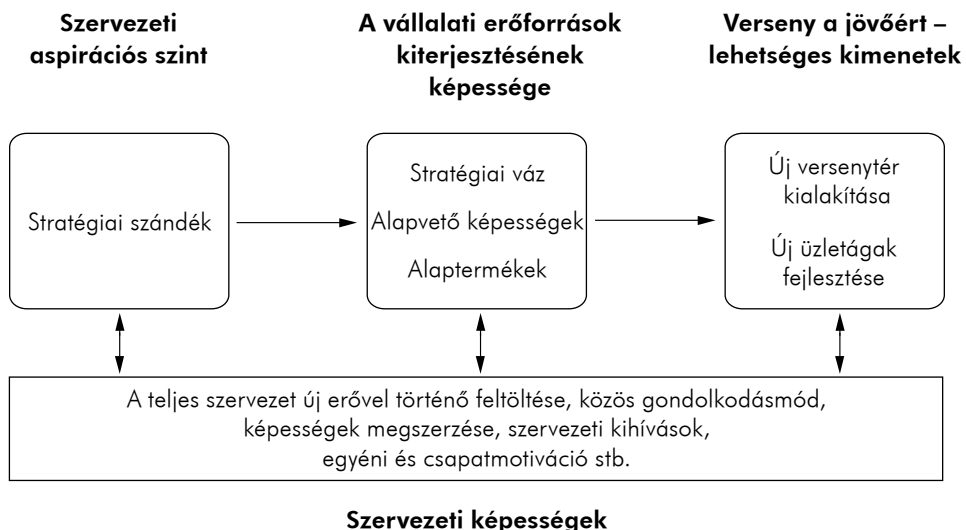 Szervezeti
aspirációs szint
A vállalati erőforrások
kiterjesztésének
képessége
Verseny a jövőért –
lehetséges kimenetek
Stratégiai szándék
Stratégiai váz
Alapvető képességek
Alaptermékek
Új versenytér
kialakítása
Új üzletágak
fejlesztése
A teljes szervezet új erővel történő feltöltése, közös gondolkodásmód,
képességek megszerzése, szervezeti kihívások,
egyéni és csapatmotiváció stb.
Szervezeti képességek